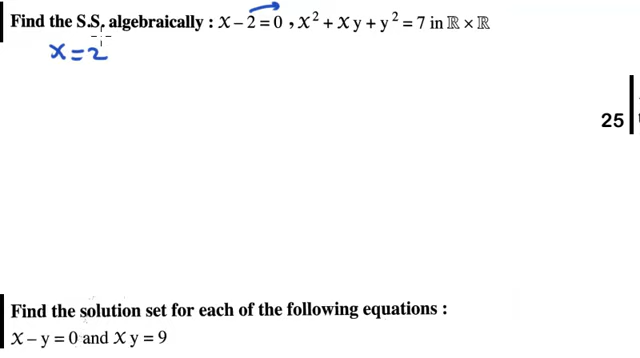 Find the S.S. algebraically : x – 2 = 0 , x² + x y + y² = 7 in ℝ × ℝ
x = 2
25
Find the solution set for each of the following equations :
x – y = 0 and x y = 9